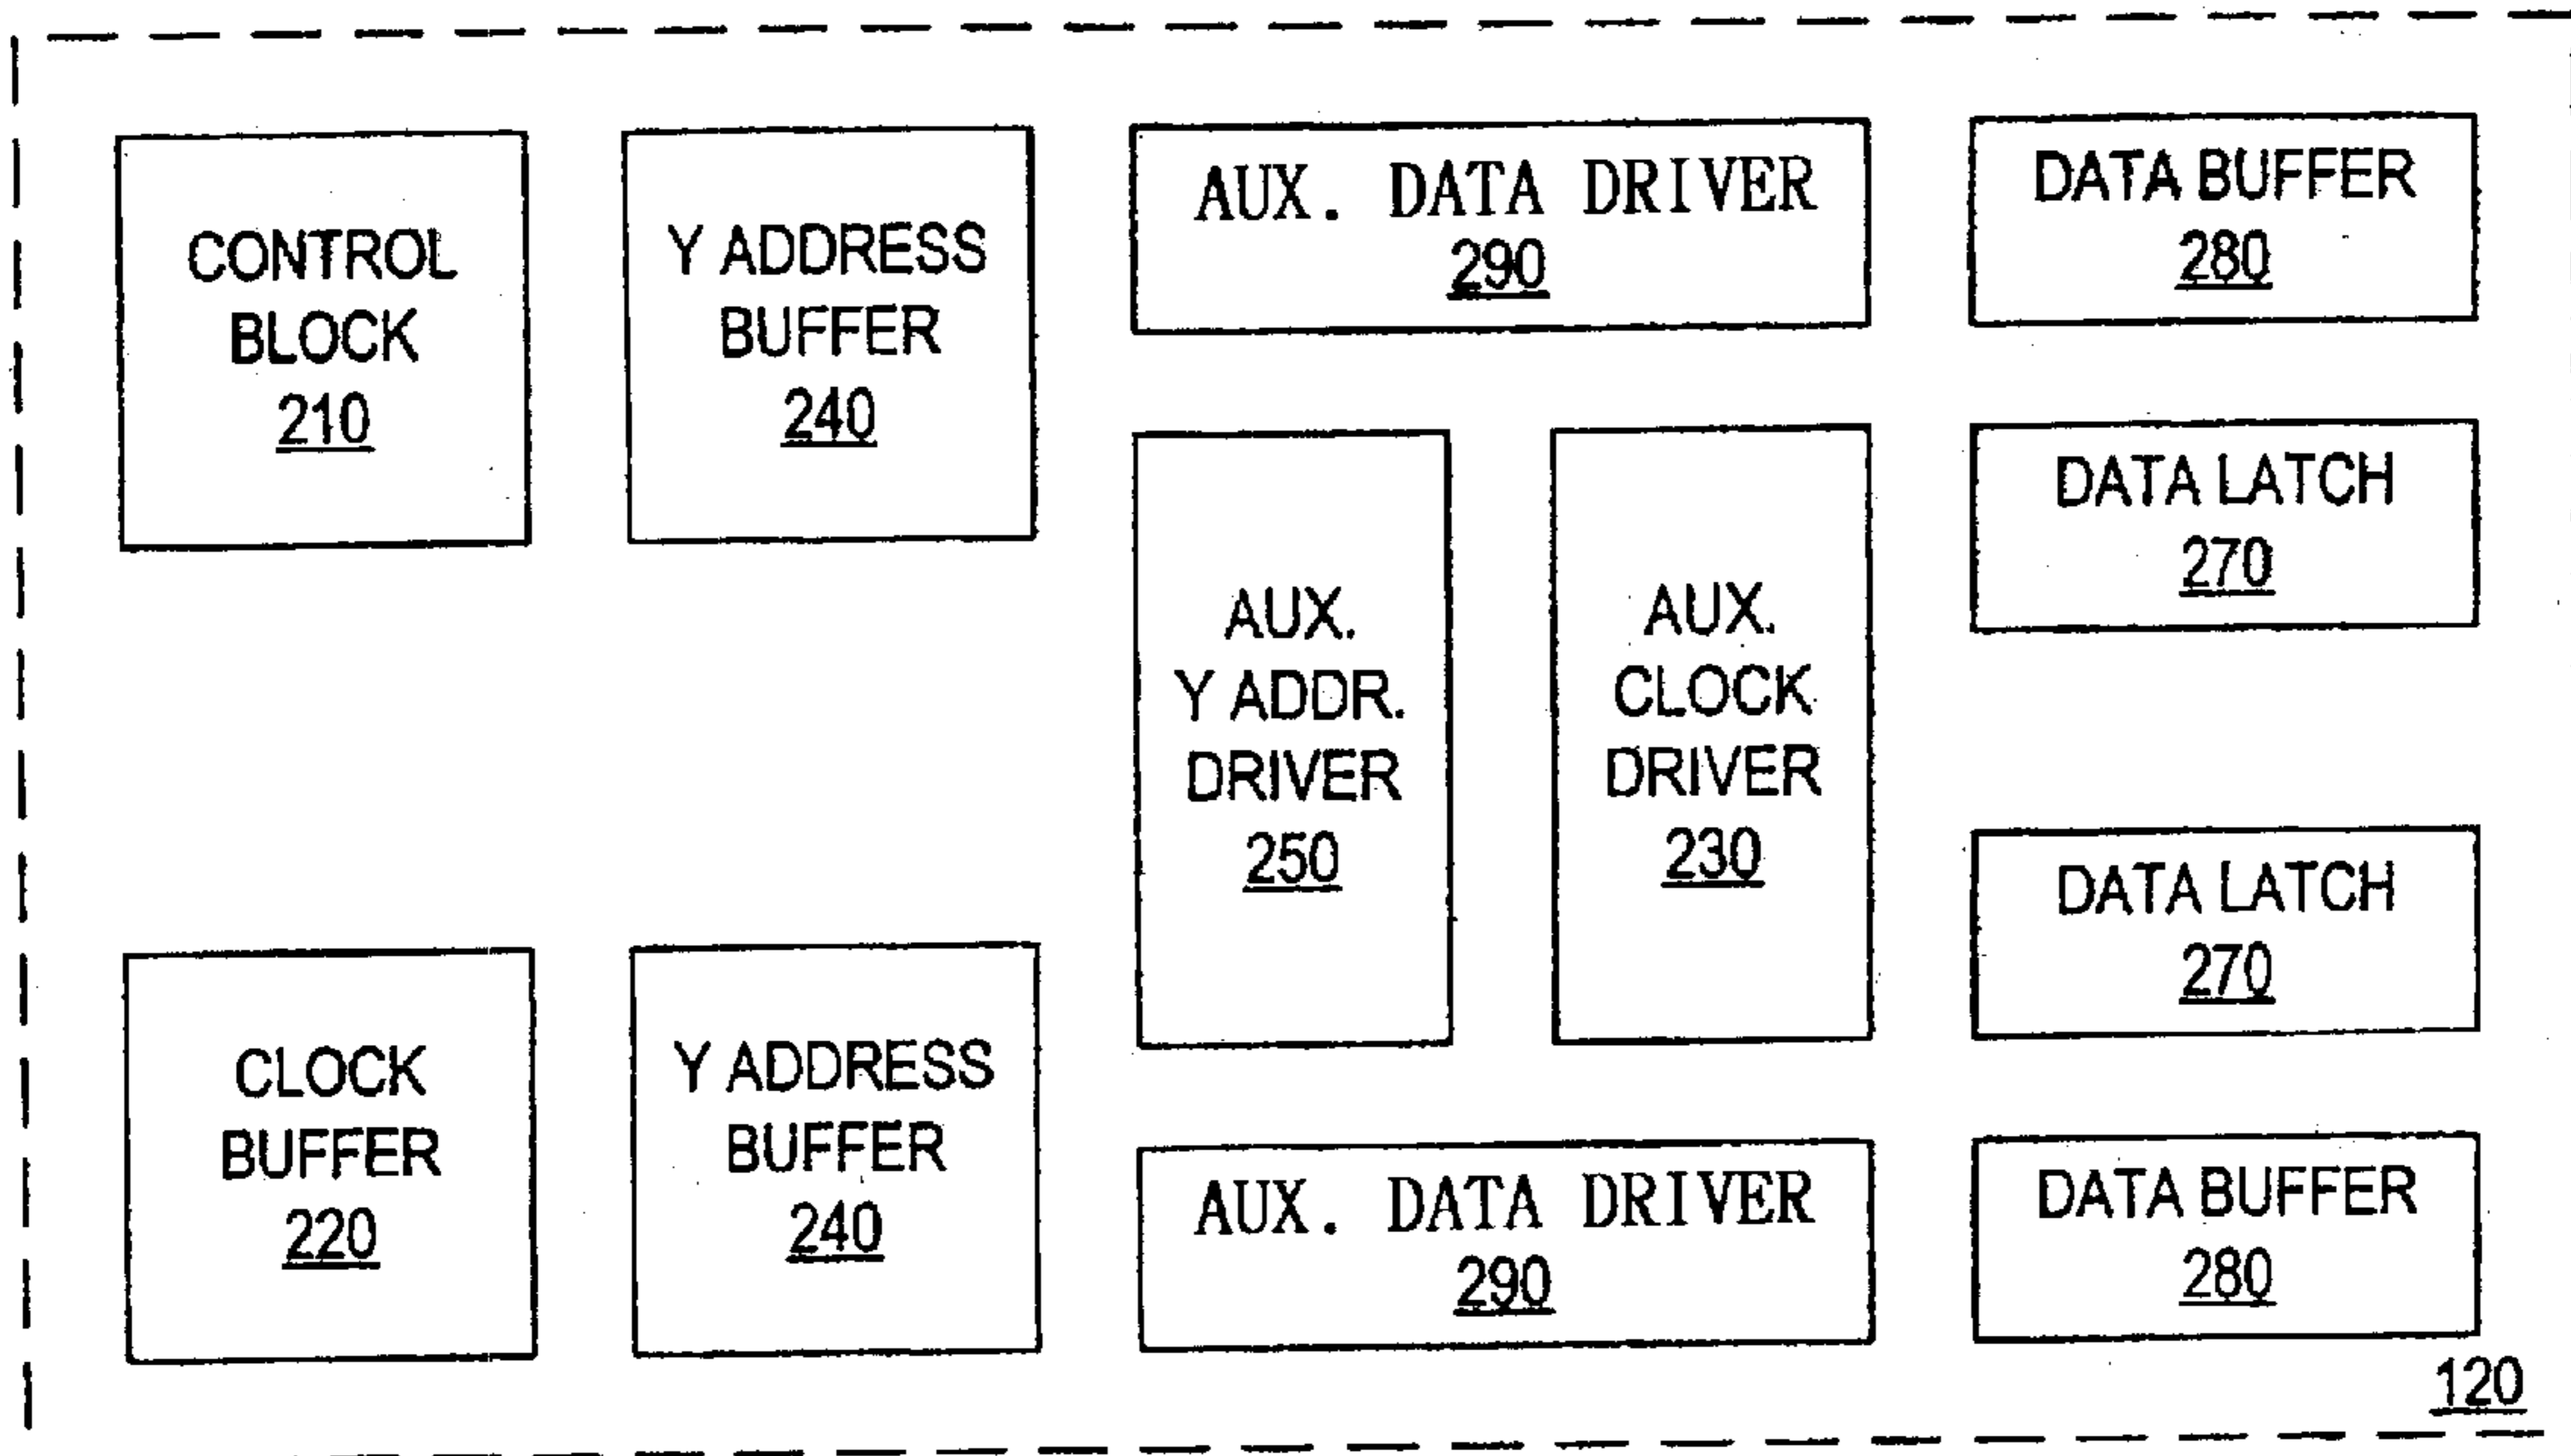 CONTROL
BLOCK
210
Y ADDRESS
BUFFER
240
AUX. DATA DRIVER
290
DATA BUFFER
280
DATA LATCH
270
AUX.
Y ADDR.
DRIVER
250
AUX.
CLOCK
DRIVER
230
DATA LATCH
270
CLOCK
BUFFER
220
Y ADDRESS
BUFFER
240
AUX. DATA DRIVER
290
DATA BUFFER
280
120